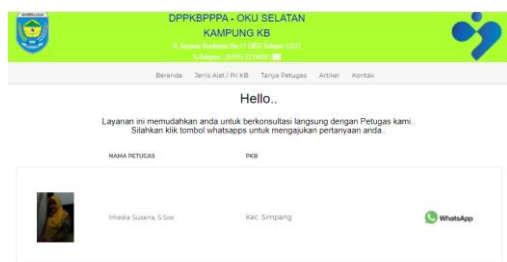 DPPKBPPPA - OKU SELATAN
KAMPUNG KB
Beranda Jenis Alat / Pil KB Tanya Petugas Artikel Kontak
Hello..
Layanan ini memudahkan anda untuk berkonsultasi langsung dengan Petugas kami..
Silahkan klik tombol whatsapps untuk mengajukan pertanyaan anda..
NAMA PETUGAS PKB
Suzana, S.Sos Kec. Simpang WhatsApp